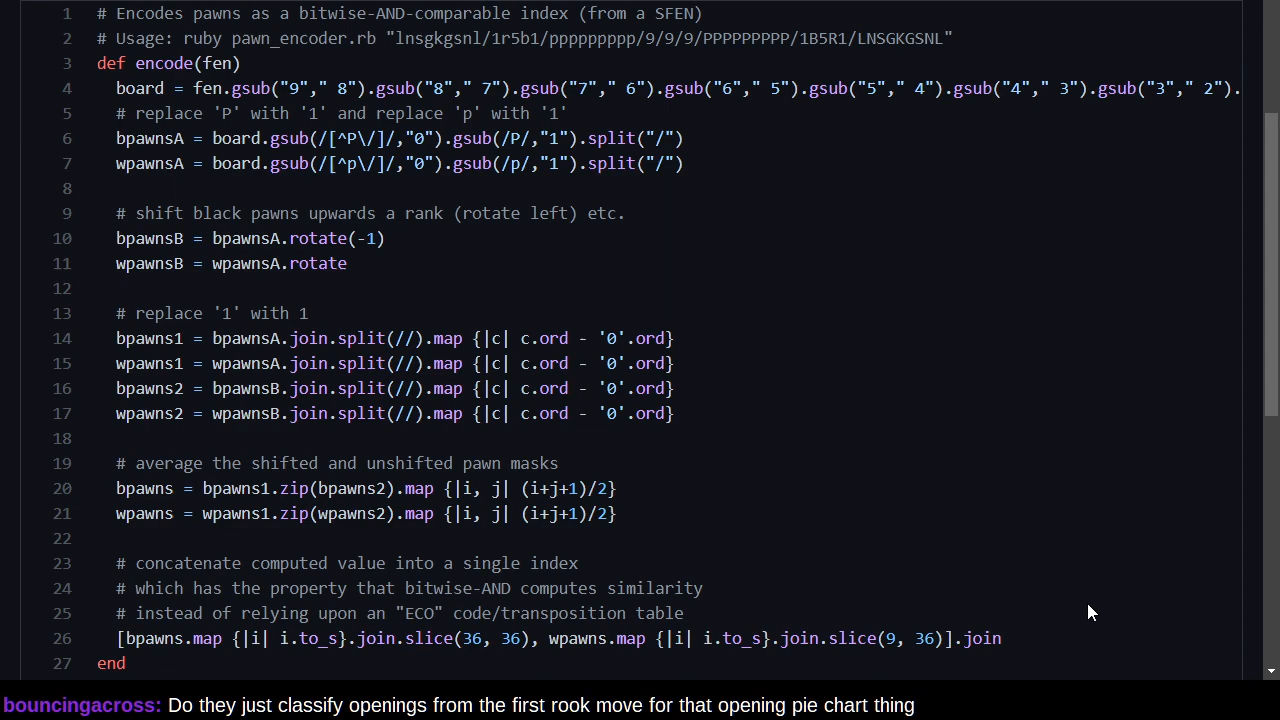 1 # Encodes pawns as a bitwise-AND-comparable index (from a SFEN)
2 # Usage: ruby pawn_encoder.rb "lnsgkgsnl/1r5b1/ppppppppp/9/9/9/PPPPPPPPP/1B5R1/LNSGKGSNL"
3 def encode(fen)
4   board = fen.gsub("9"," 8").gsub("8"," 7").gsub("7"," 6").gsub("6"," 5").gsub("5"," 4").gsub("4"," 3").gsub("3"," 2").
5   # replace 'P' with '1' and replace 'p' with '1'
6   bpawnsA = board.gsub(/[^P\/]/,"0").gsub(/P/,"1").split("/")
7   wpawnsA = board.gsub(/[^p\/]/,"0").gsub(/p/,"1").split("/")
8
9   # shift black pawns upwards a rank (rotate left) etc.
10   bpawnsB = bpawnsA.rotate(-1)
11   wpawnsB = wpawnsA.rotate
12
13   # replace '1' with 1
14   bpawns1 = bpawnsA.join.split(//).map {|c| c.ord - '0'.ord}
15   wpawns1 = wpawnsA.join.split(//).map {|c| c.ord - '0'.ord}
16   bpawns2 = bpawnsB.join.split(//).map {|c| c.ord - '0'.ord}
17   wpawns2 = wpawnsB.join.split(//).map {|c| c.ord - '0'.ord}
18
19   # average the shifted and unshifted pawn masks
20   bpawns = bpawns1.zip(bpawns2).map {|i, j| (i+j+1)/2}
21   wpawns = wpawns1.zip(wpawns2).map {|i, j| (i+j+1)/2}
22
23   # concatenate computed value into a single index
24   # which has the property that bitwise-AND computes similarity
25   # instead of relying upon an "ECO" code/transposition table
26   [bpawns.map {|i| i.to_s}.join.slice(36, 36), wpawns.map {|i| i.to_s}.join.slice(9, 36)].join
27 end
bouncingacross: Do they just classify openings from the first rook move for that opening pie chart thing